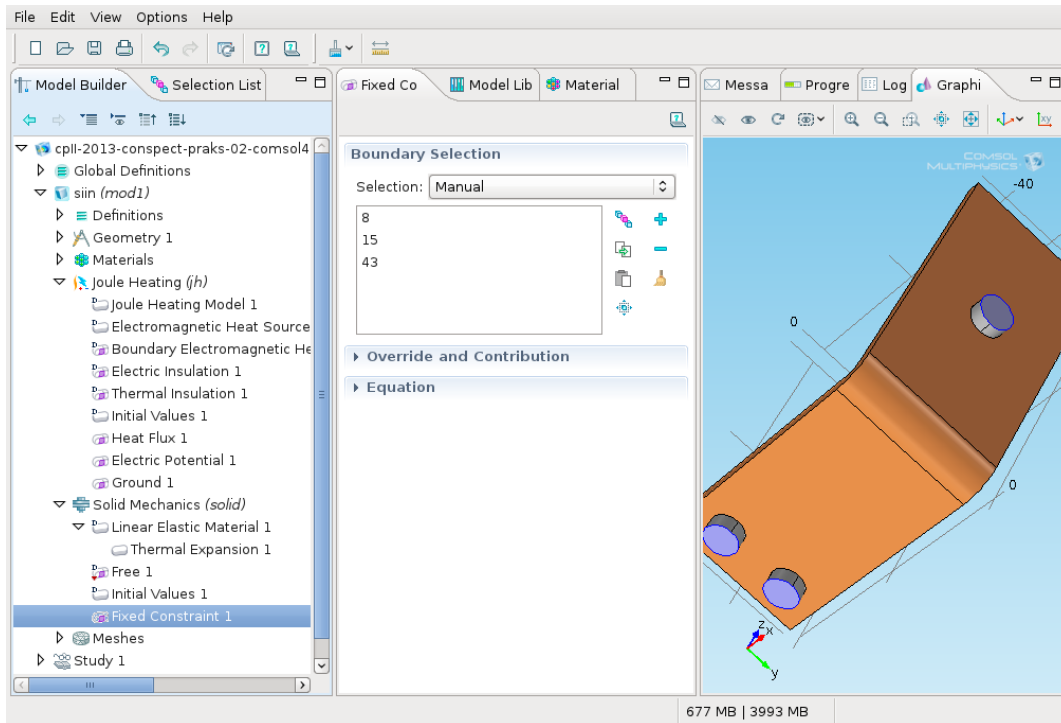 File Edit View Options Help
Model Builder Selection List
Fixed Co Model Lib Material
Messa Progre Log Graphi
cpII-2013-conspect-praks-02-comsol4
Global Definitions
siin (mod1)
Definitions
Geometry 1
Materials
Joule Heating (jh)
Joule Heating Model 1
Electromagnetic Heat Source
Boundary Electromagnetic He
Electric Insulation 1
Thermal Insulation 1
Initial Values 1
Heat Flux 1
Electric Potential 1
Ground 1
Solid Mechanics (solid)
Linear Elastic Material 1
Thermal Expansion 1
Free 1
Initial Values 1
Fixed Constraint 1
Meshes
Study 1
Boundary Selection
Selection: Manual
8
15
43
Override and Contribution
Equation
xy
COMSOL
MULTIPHYSICS
-40
0
0
z x
y
677 MB | 3993 MB